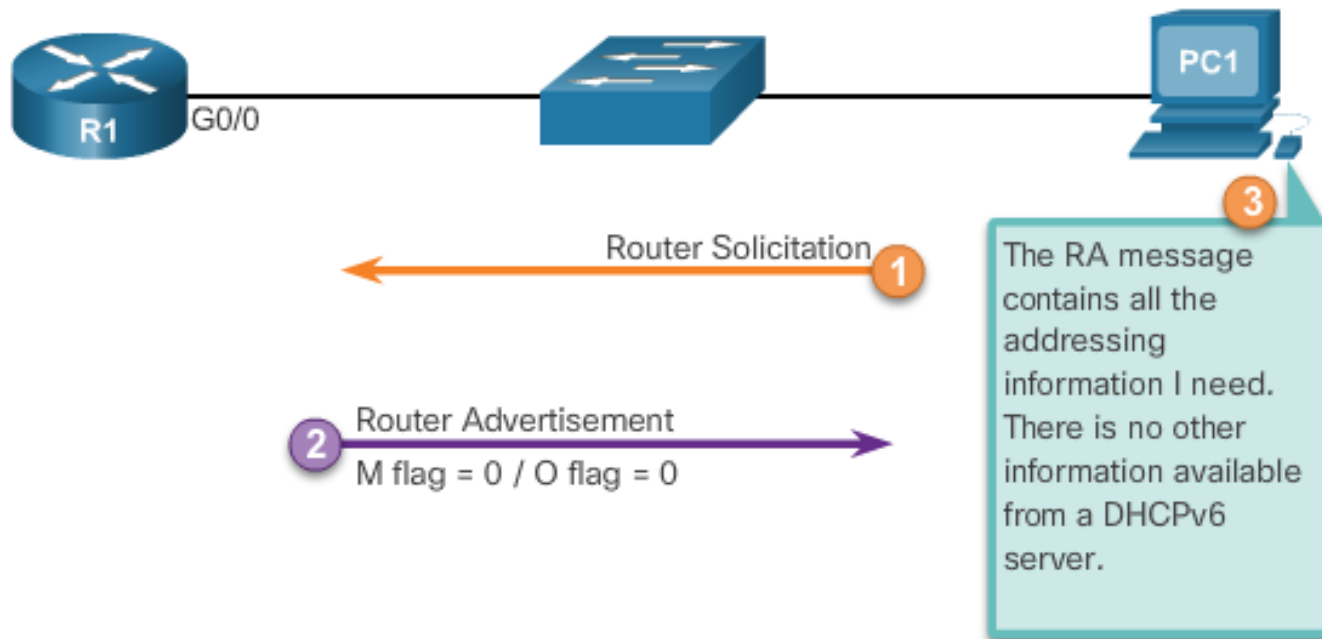 R1
G0/0
PC1
Router Solicitation
1
2
Router Advertisement
M flag = 0 / O flag = 0
3
The RA message
contains all the
addressing
information I need.
There is no other
information available
from a DHCPv6
server.